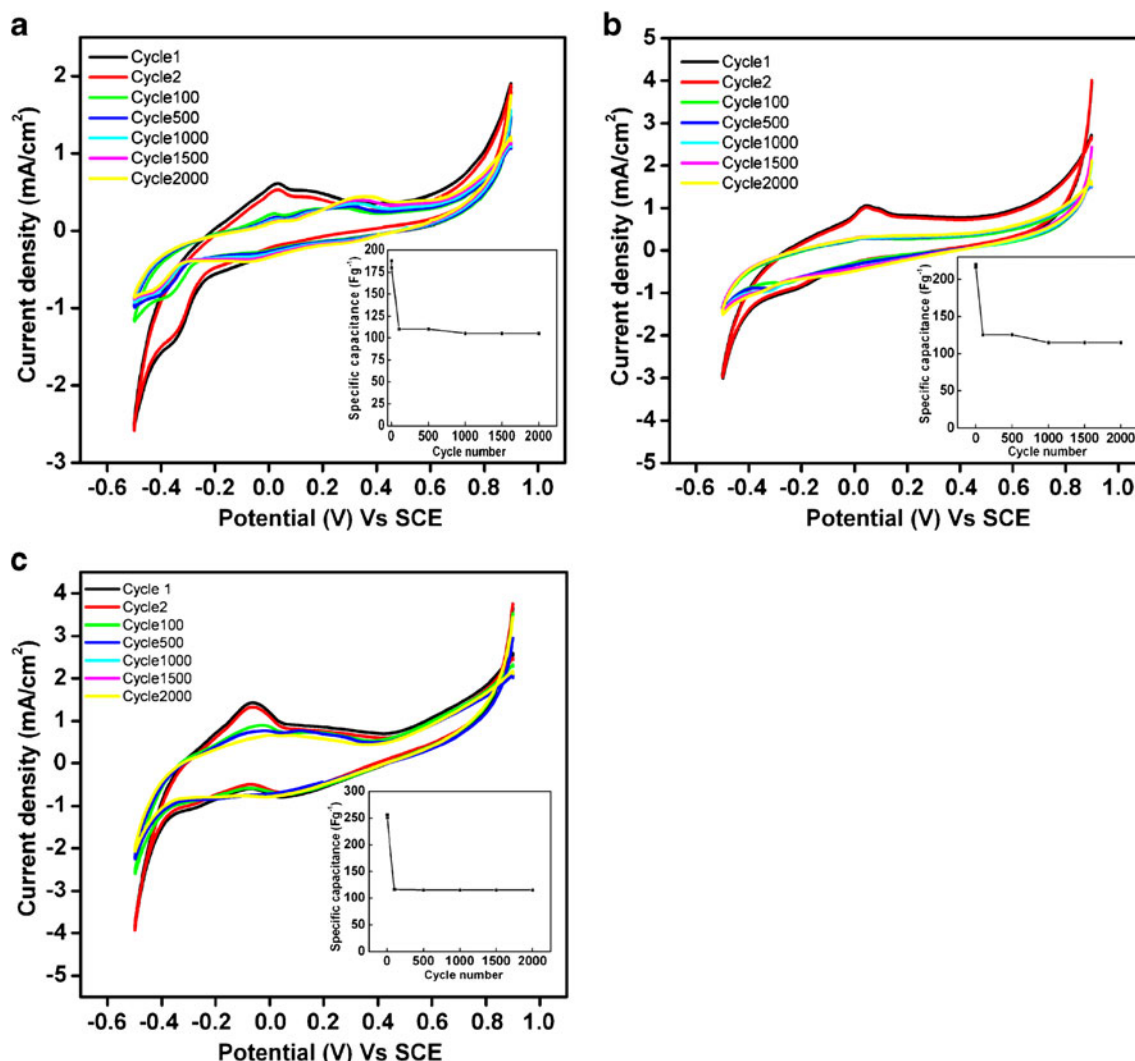 a
Current density (mA/cm²)
2
1
0
-1
-2
-3
Cycle1
Cycle2
Cycle100
Cycle500
Cycle1000
Cycle1500
Cycle2000
Specific capacitance (Fg⁻¹)
200
175
150
125
100
75
50
25
0
0 500 1000 1500 2000
Cycle number
-0.6 -0.4 -0.2 0.0 0.2 0.4 0.6 0.8 1.0
Potential (V) Vs SCE
b
Current density (mA/cm²)
5
4
3
2
1
0
-1
-2
-3
-4
-5
Cycle1
Cycle2
Cycle100
Cycle500
Cycle1000
Cycle1500
Cycle2000
Specific capacitance (Fg⁻¹)
200
150
100
50
0
0 500 1000 1500 2000
Cycle number
-0.6 -0.4 -0.2 0.0 0.2 0.4 0.6 0.8 1.0
Potential (V) Vs SCE
c
Current density (mA/cm²)
4
3
2
1
0
-1
-2
-3
-4
-5
Cycle 1
Cycle2
Cycle100
Cycle500
Cycle1000
Cycle1500
Cycle2000
Specific capacitance (Fg⁻¹)
300
250
200
150
100
50
0
0 500 1000 1500 2000
Cycle number
-0.6 -0.4 -0.2 0.0 0.2 0.4 0.6 0.8 1.0
Potential (V) Vs SCE